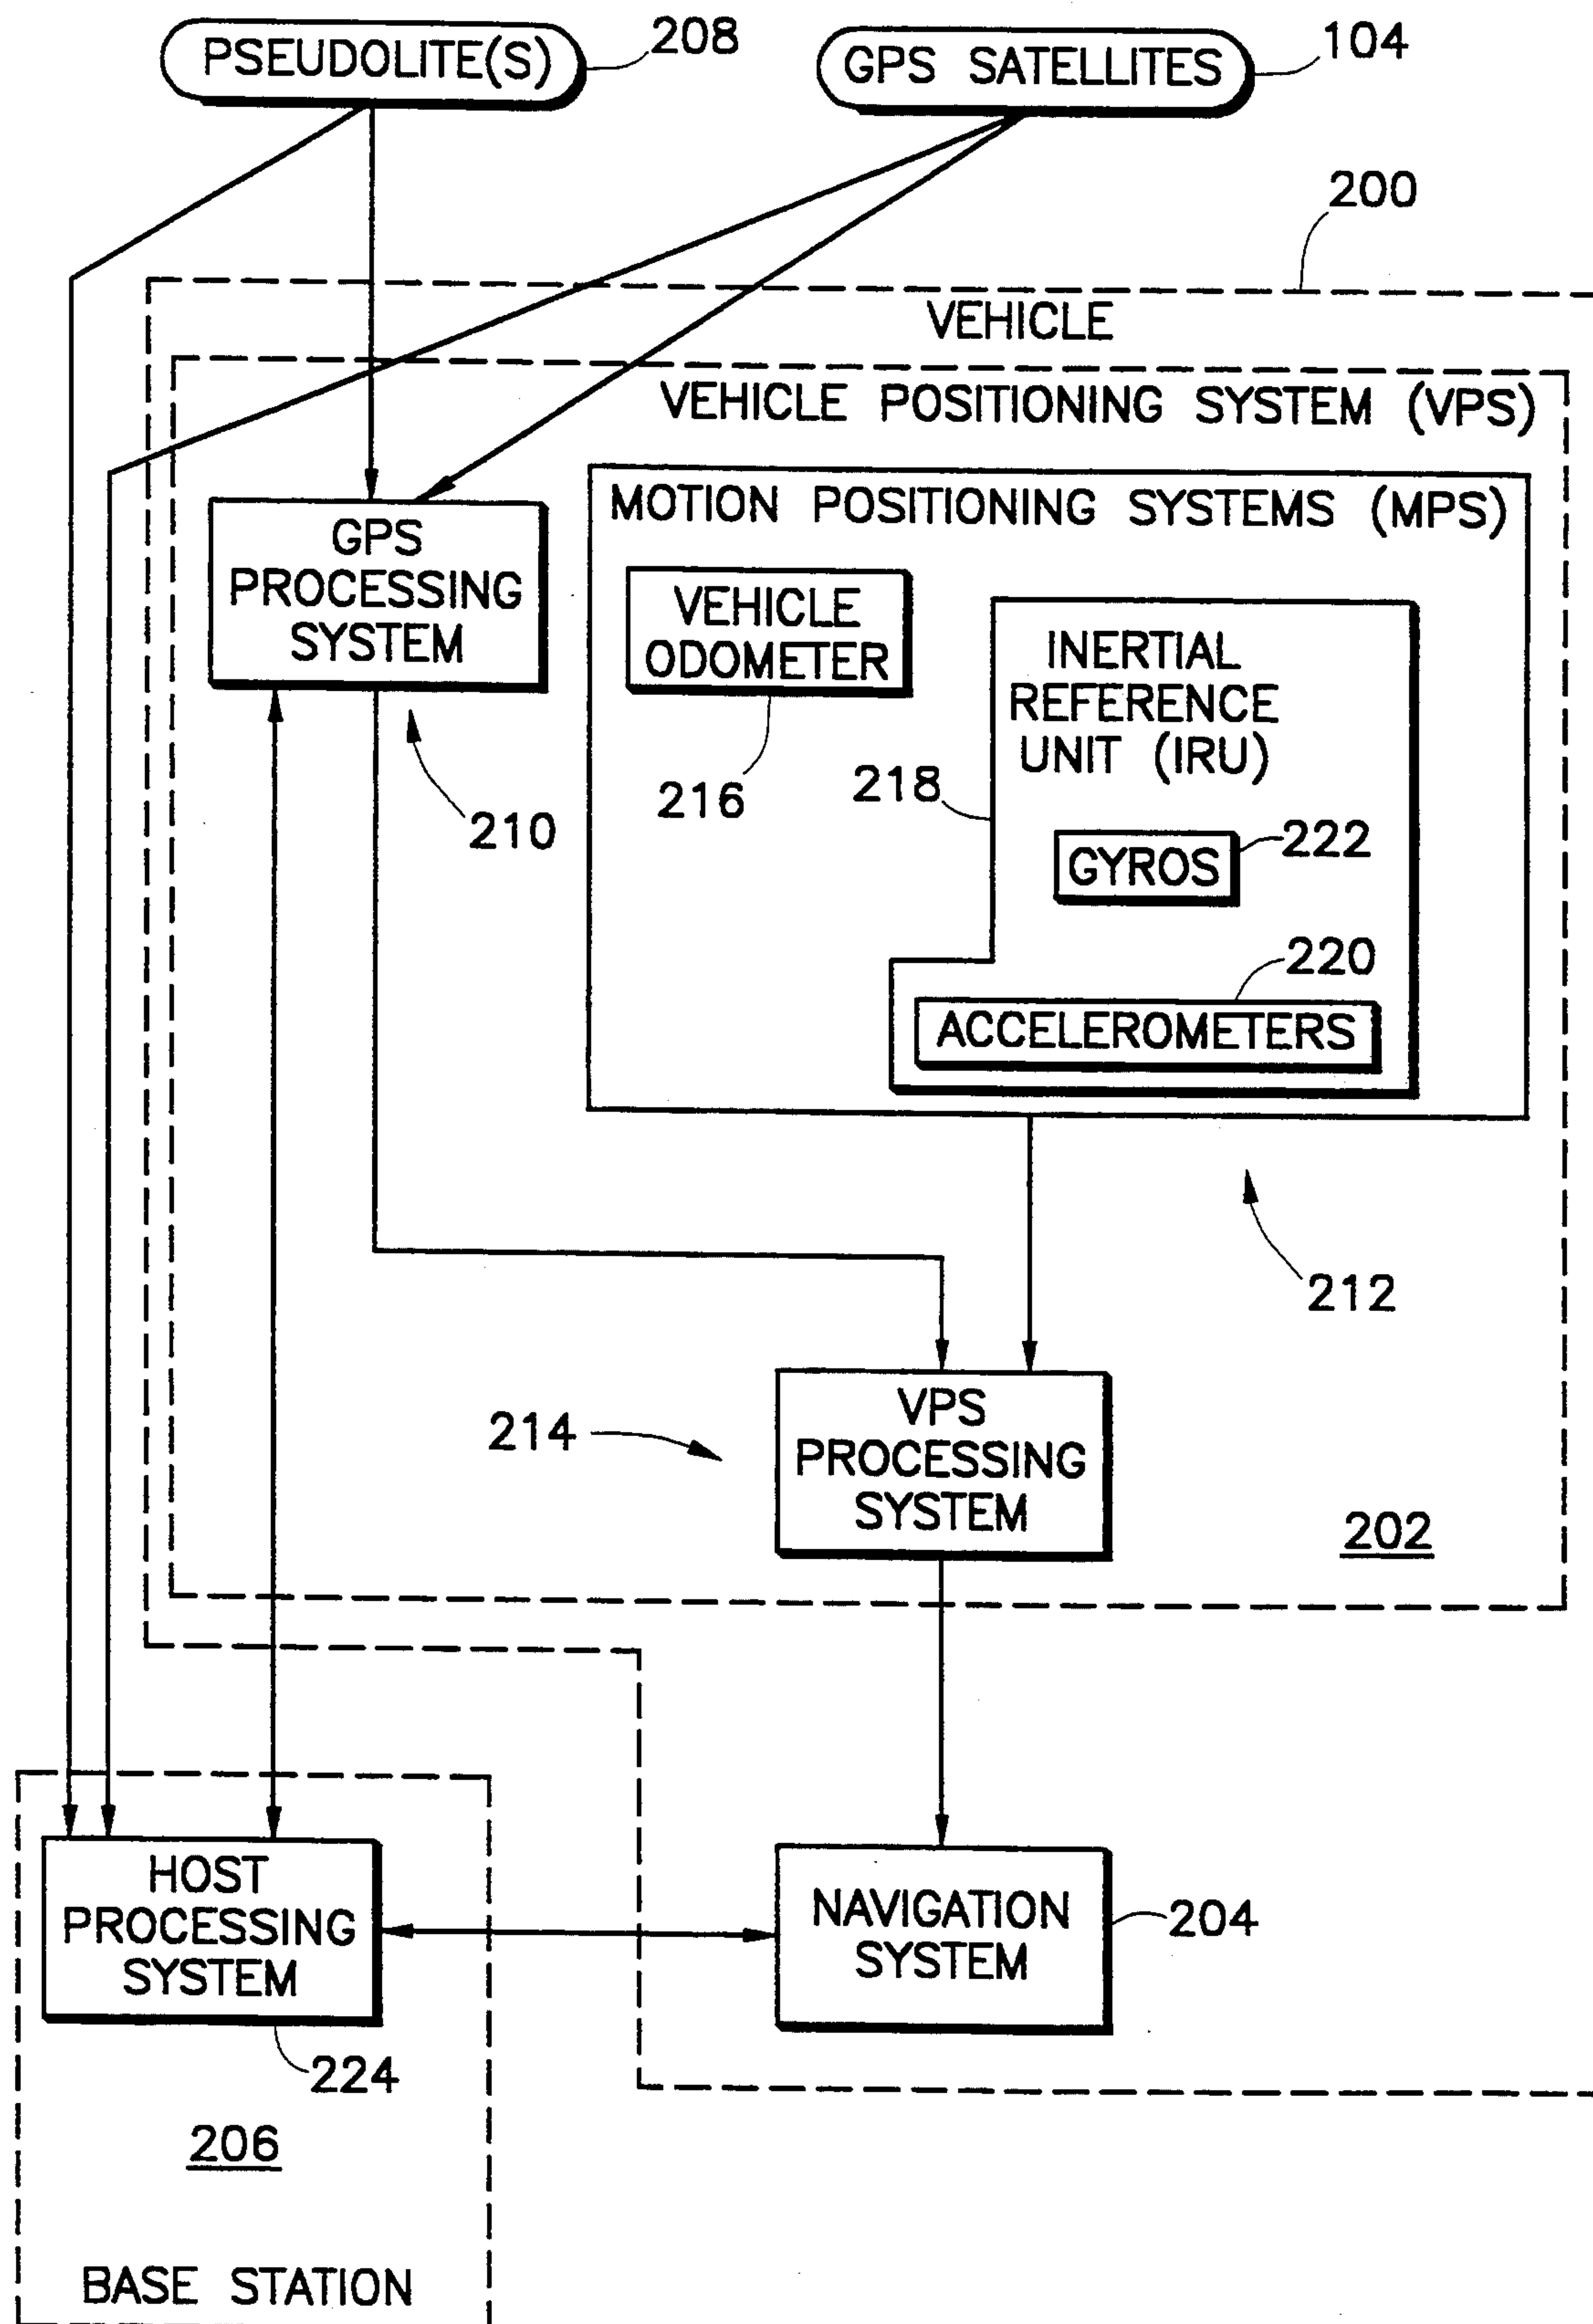 PSEUDOLITE(S)
208
GPS SATELLITES
104
200
VEHICLE
VEHICLE POSITIONING SYSTEM (VPS)
MOTION POSITIONING SYSTEMS (MPS)
GPS
PROCESSING
SYSTEM
210
VEHICLE
ODOMETER
216
INERTIAL
REFERENCE
UNIT (IRU)
218
GYROS
222
220
ACCELEROMETERS
212
214
VPS
PROCESSING
SYSTEM
202
HOST
PROCESSING
SYSTEM
224
NAVIGATION
SYSTEM
204
206
BASE STATION